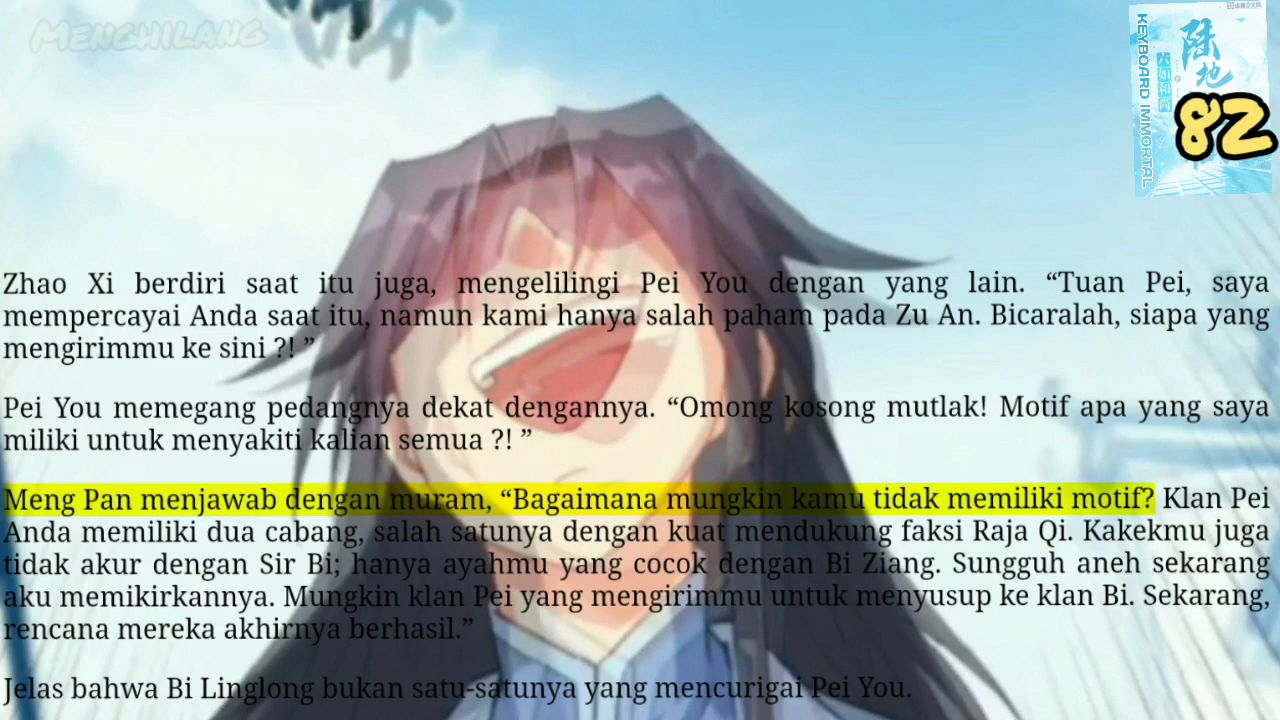 MENGHILANG
陆地
KEYBOARD IMMORTAL
82
Zhao Xi berdiri saat itu juga, mengelilingi Pei You dengan yang lain. “Tuan Pei, saya
mempercayai Anda saat itu, namun kami hanya salah paham pada Zu An. Bicaralah, siapa yang
mengirimmu ke sini ?! ”
Pei You memegang pedangnya dekat dengannya. “Omong kosong mutlak! Motif apa yang saya
miliki untuk menyakiti kalian semua ?! ”
Meng Pan menjawab dengan muram, “Bagaimana mungkin kamu tidak memiliki motif? Klan Pei
Anda memiliki dua cabang, salah satunya dengan kuat mendukung faksi Raja Qi. Kakekmu juga
tidak akur dengan Sir Bi; hanya ayahmu yang cocok dengan Bi Ziang. Sungguh aneh sekarang
aku memikirkannya. Mungkin klan Pei yang mengirimmu untuk menyusup ke klan Bi. Sekarang,
rencana mereka akhirnya berhasil.”
Jelas bahwa Bi Linglong bukan satu-satunya yang mencurigai Pei You.